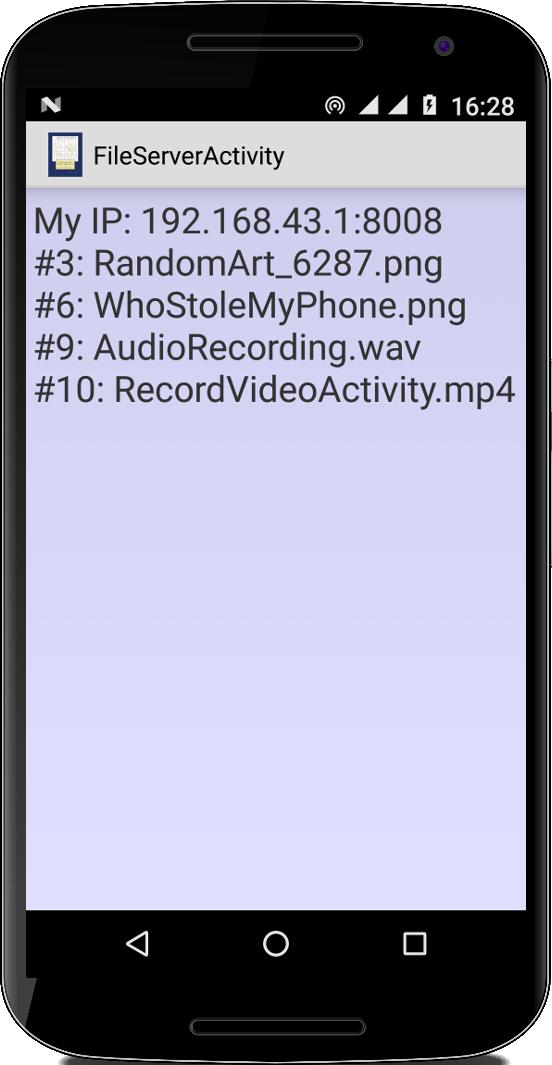 16:28
FileServerActivity
My IP: 192.168.43.1:8008
#3: RandomArt_6287.png
#6: WhoStoleMyPhone.png
#9: AudioRecording.wav
#10: RecordVideoActivity.mp4